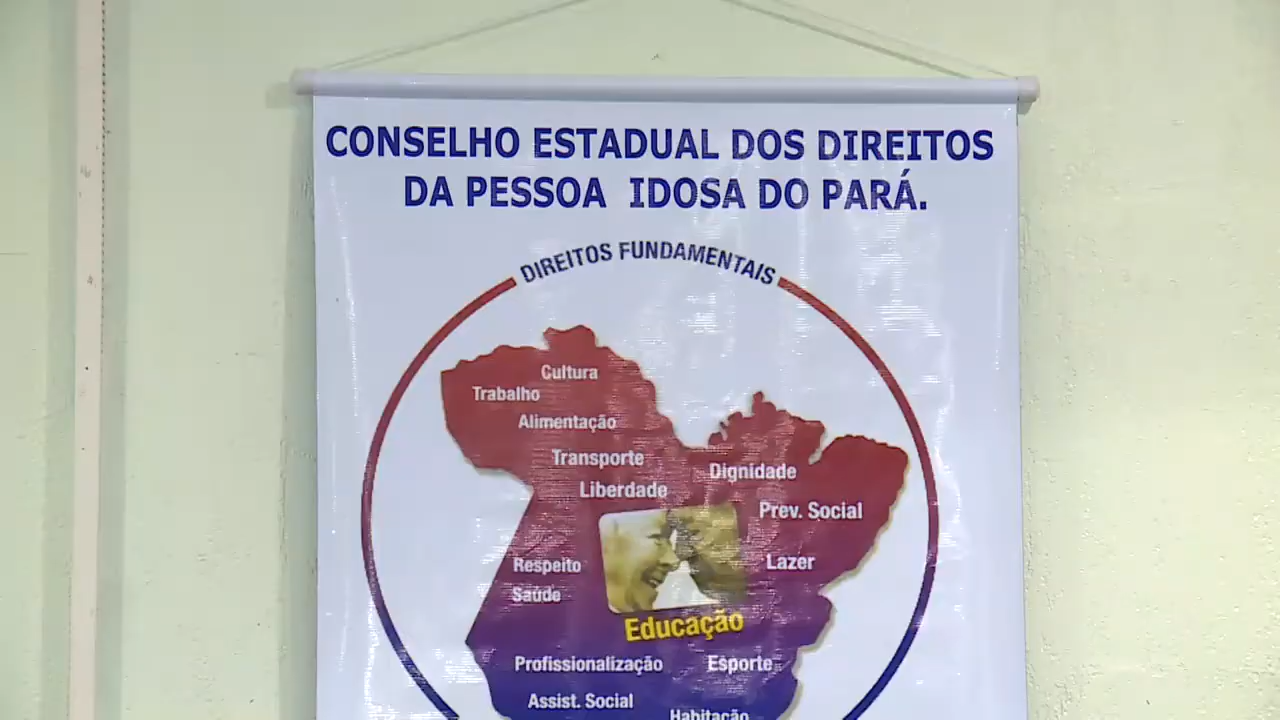 CONSELHO ESTADUAL DOS DIREITOS
DA PESSOA IDOSA DO PARÁ.
DIREITOS FUNDAMENTAIS
Cultura
Trabalho
Alimentação
Transporte
Liberdade
Dignidade
Prev. Social
Respeito
Lazer
Saúde
Educação
Profissionalização
Esporte
Assist. Social
Habitação